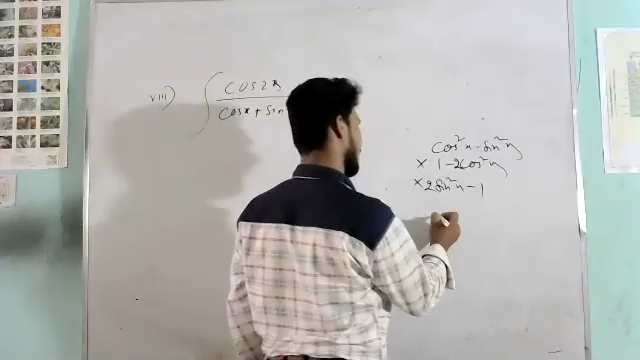 viii) ∫ cos2x
cosx + sin
cos²x - sin²x
× 1 - 2cos²x
× 2sin²x - 1